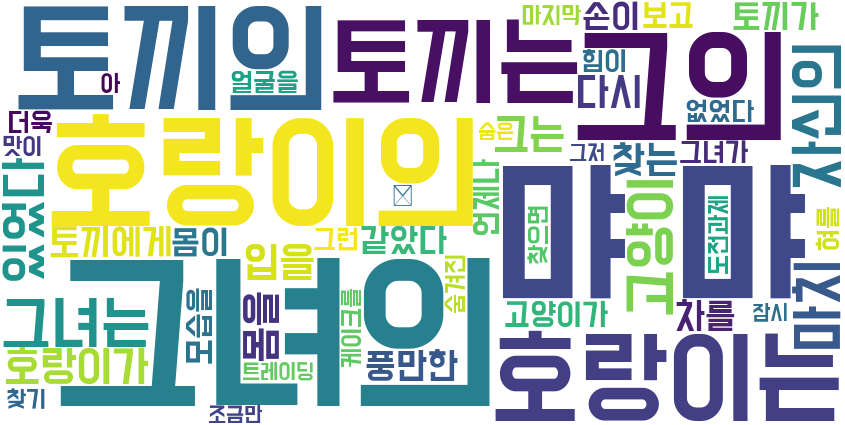 토끼의
토끼는
그의
호랑이의
그녀의
마야
호랑이는
자신의
마치
고양이
있었다
그녀는
호랑이가
토끼에게
몸이
입을
그런
같았다
언제나
그는
찾는
그녀가
다시
힘이
없었다
마지막
손이
보고
토끼가
얼굴을
아
더욱
맛이
숨은
그저
찾으면
도전과제
혀를
고양이가
차를
잠시
숨겨진
케이크를
풍만한
트레이딩
몸을
모습을
찾기
조금만